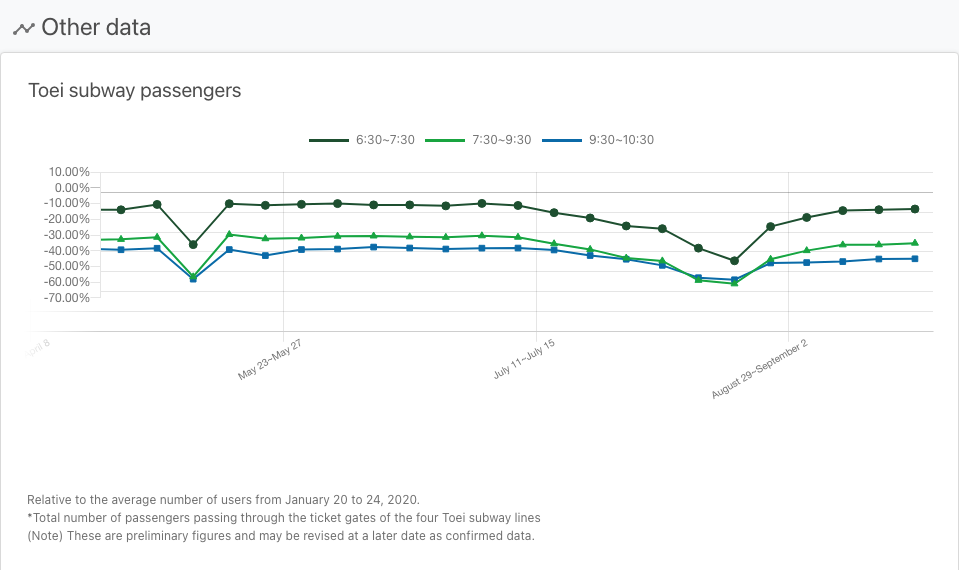 Other data
Toei subway passengers
6:30~7:30 7:30~9:30 9:30~10:30
10.00%
0.00%
-10.00%
-20.00%
-30.00%
-40.00%
-50.00%
-60.00%
-70.00%
8
May 23~May 27
July 11~July 15
August 29~September 2
Relative to the average number of users from January 20 to 24, 2020.
*Total number of passengers passing through the ticket gates of the four Toei subway lines
(Note) These are preliminary figures and may be revised at a later date as confirmed data.